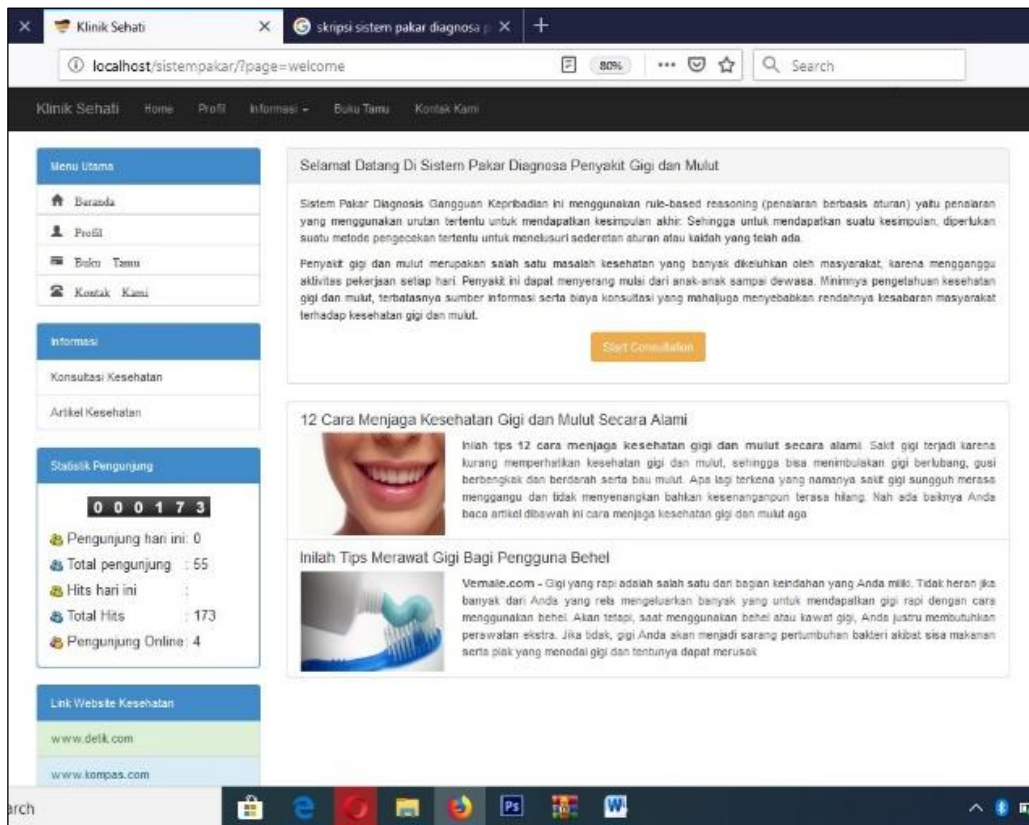 Klinik Sehati
skripsi sistem pakar diagnosa p
localhost/sistempakar/?page=welcome
80%
Search
Klinik Sehati Home Profil Informasi Buku Tamu Kontak Kami
Menu Utama
Beranda
Profil
Buku Tamu
Kontak Kami
Informasi
Konsultasi Kesehatan
Artikel Kesehatan
Statistik Pengunjung
000173
Pengunjung hari ini: 0
Total pengunjung : 55
Hits hari ini :
Total Hits : 173
Pengunjung Online: 4
Link Website Kesehatan
www.detik.com
www.kompas.com
Selamat Datang Di Sistem Pakar Diagnosa Penyakit Gigi dan Mulut
Sistem Pakar Diagnosis Gangguan Kepribadian ini menggunakan rule-based reasoning (penalaran berbasis aturan) yaitu penalaran
yang menggunakan urutan tertentu untuk mendapatkan kesimpulan akhir. Sehingga untuk mendapatkan suatu kesimpulan, diperlukan
suatu metode pengecekan tertentu untuk menelusuri sederetan aturan atau kaidah yang telah ada.
Penyakit gigi dan mulut merupakan salah satu masalah kesehatan yang banyak dikeluhkan oleh masyarakat, karena mengganggu
aktivitas pekerjaan setiap hari. Penyakit ini dapat menyerang mulai dari anak-anak sampai dewasa. Minimnya pengetahuan kesehatan
gigi dan mulut, terbatasnya sumber informasi serta biaya konsultasi yang mahaljuga menyebabkan rendahnya kesabaran masyarakat
terhadap kesehatan gigi dan mulut.
Start Consultation
12 Cara Menjaga Kesehatan Gigi dan Mulut Secara Alami
Inilah tips 12 cara menjaga kesehatan gigi dan mulut secara alami. Sakit gigi terjadi karena
kurang memperhatikan kesehatan gigi dan mulut, sehingga bisa menimbulakan gigi berlubang, gusi
berbengkak dan berdarah serta bau mulut. Apa lagi terkena yang namanya sakit gigi sungguh merasa
menggangu dan tidak menyenangkan bahkan kesenanganpun terasa hilang. Nah ada baiknya Anda
baca artikel dibawah ini cara menjaga kesehatan gigi dan mulut aga
Inilah Tips Merawat Gigi Bagi Pengguna Behel
Vemale.com - Gigi yang rapi adalah salah satu dari bagian keindahan yang Anda miliki. Tidak heran jika
banyak dari Anda yang rela mengeluarkan banyak yang untuk mendapatkan gigi rapi dengan cara
menggunakan behel. Akan tetapi, saat menggunakan behel atau kawat gigi, Anda justru membutuhkan
perawatan ekstra. Jika tidak, gigi Anda akan menjadi sarang pertumbuhan bakteri akibat sisa makanan
serta plak yang menodai gigi dan tentunya dapat merusak
arch
Ps
W